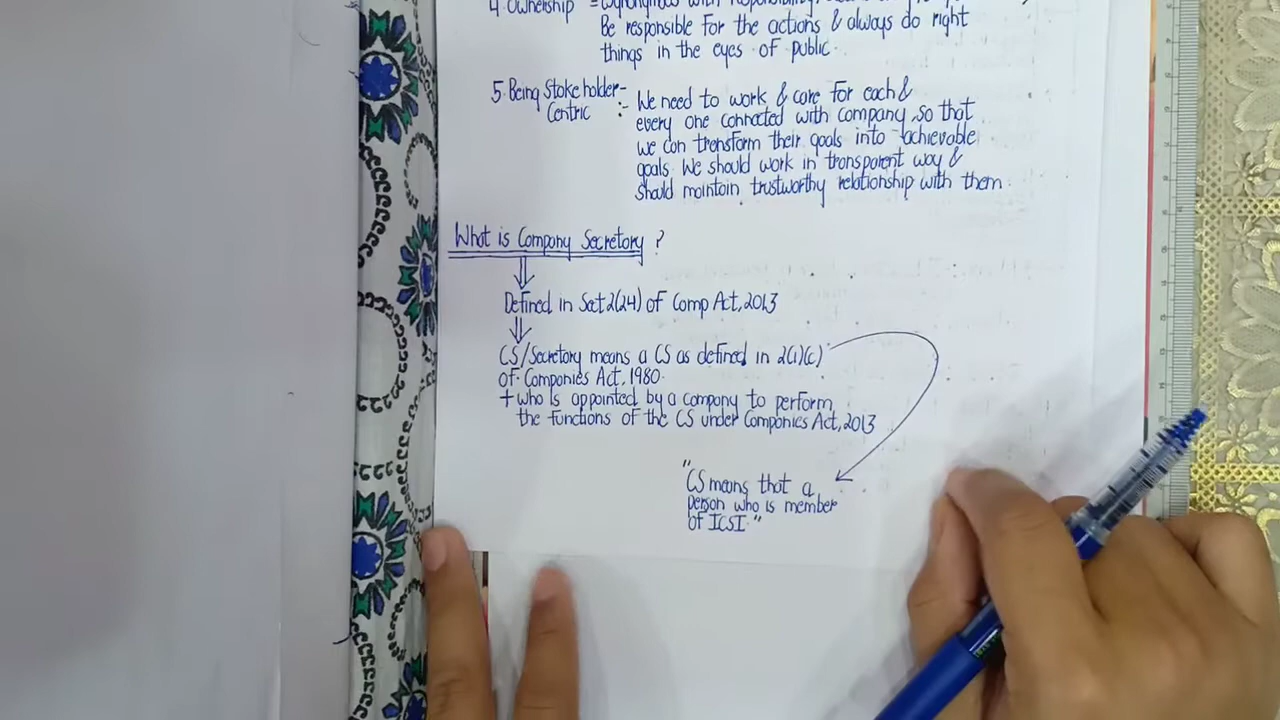 4. Ownership = with
Be responsible for the actions & always do right
things in the eyes of public.
5. Being Stakeholder-
Centric :- We need to work & care for each &
every one connected with company, so that
we can transform their goals into achievable
goals. We should work in transparent way &
should maintain trustworthy relationship with them.
What is Company Secretary ?
Defined in Sect 2(24) of Comp Act, 2013
CS/Secretary means a CS as defined in 2(1)(c)
of Companies Act, 1980.
+ who is appointed by a company to perform
the functions of the CS under Companies Act, 2013
"CS means that a
person who is member
of ICSI."